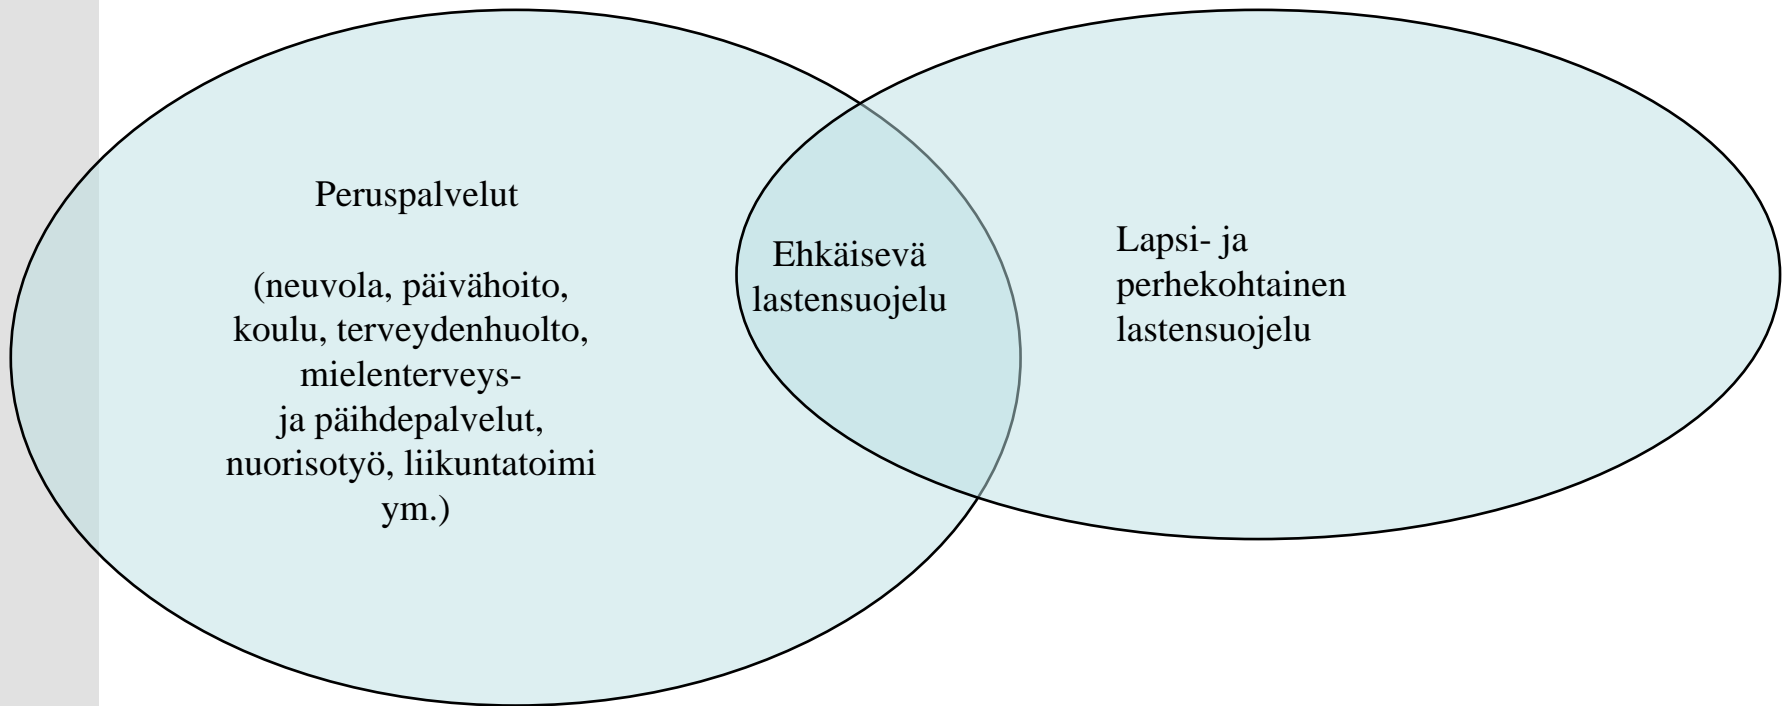 Peruspalvelut
(neuvola, päivähoito,
koulu, terveydenhuolto,
mielenterveys-
ja päihdepalvelut,
nuorisotyö, liikuntatoimi
ym.)
Ehkäisevä
lastensuojelu
Lapsi- ja
perhekohtainen
lastensuojelu